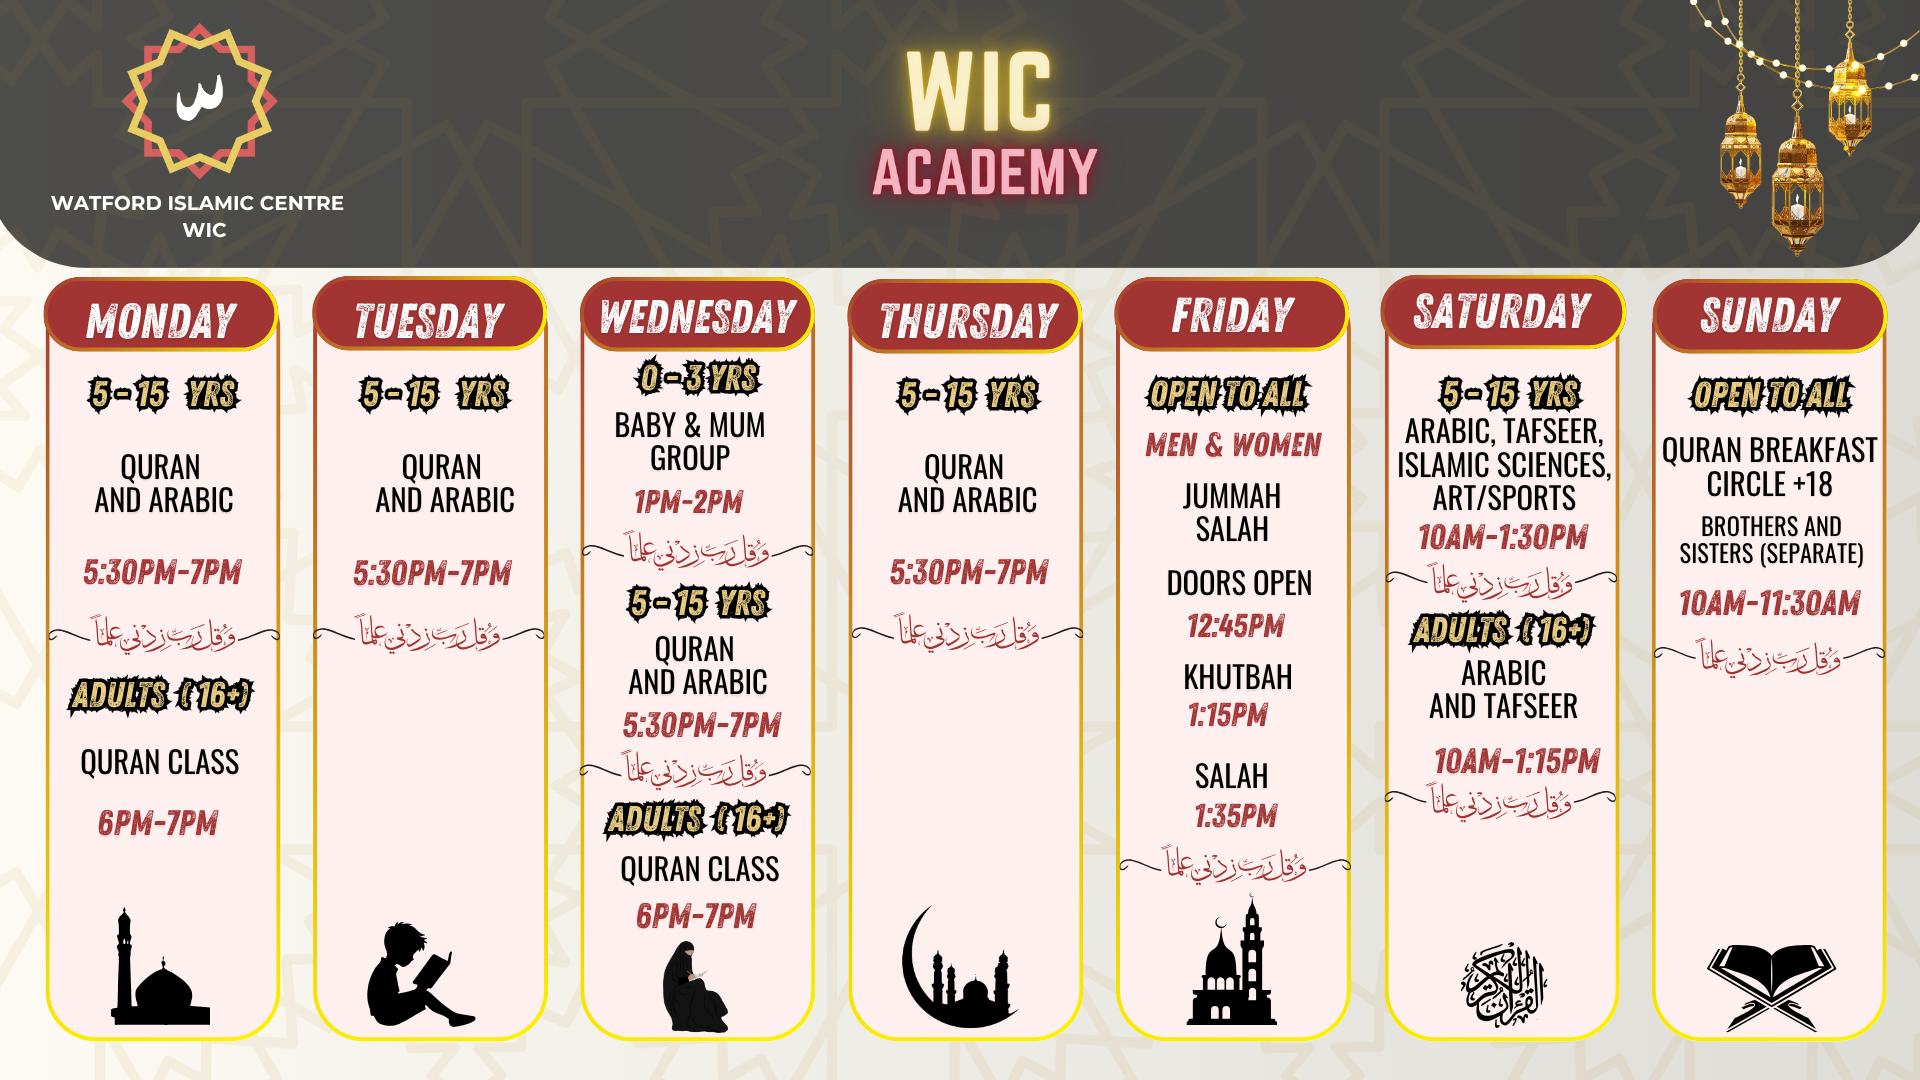 س
WATFORD ISLAMIC CENTRE
WIC
WIC
ACADEMY
MONDAY
5-15 YRS
QURAN
AND ARABIC
5:30PM-7PM
وَقُل رَبِّ زِدْنِي عِلْمًا
ADULTS (16+)
QURAN CLASS
6PM-7PM
TUESDAY
5-15 YRS
QURAN
AND ARABIC
5:30PM-7PM
وَقُل رَبِّ زِدْنِي عِلْمًا
WEDNESDAY
0-3 YRS
BABY & MUM
GROUP
1PM-2PM
وَقُل رَبِّ زِدْنِي عِلْمًا
5-15 YRS
QURAN
AND ARABIC
5:30PM-7PM
وَقُل رَبِّ زِدْنِي عِلْمًا
ADULTS (16+)
QURAN CLASS
6PM-7PM
THURSDAY
5-15 YRS
QURAN
AND ARABIC
5:30PM-7PM
وَقُل رَبِّ زِدْنِي عِلْمًا
FRIDAY
OPEN TO ALL
MEN & WOMEN
JUMMAH
SALAH
DOORS OPEN
12:45PM
KHUTBAH
1:15PM
SALAH
1:35PM
وَقُل رَبِّ زِدْنِي عِلْمًا
SATURDAY
5-15 YRS
ARABIC, TAFSEER,
ISLAMIC SCIENCES,
ART/SPORTS
10AM-1:30PM
وَقُل رَبِّ زِدْنِي عِلْمًا
ADULTS (16+)
ARABIC
AND TAFSEER
10AM-1:15PM
وَقُل رَبِّ زِدْنِي عِلْمًا
القرآن الكريم
SUNDAY
OPEN TO ALL
QURAN BREAKFAST
CIRCLE +18
BROTHERS AND
SISTERS (SEPARATE)
10AM-11:30AM
وَقُل رَبِّ زِدْنِي عِلْمًا